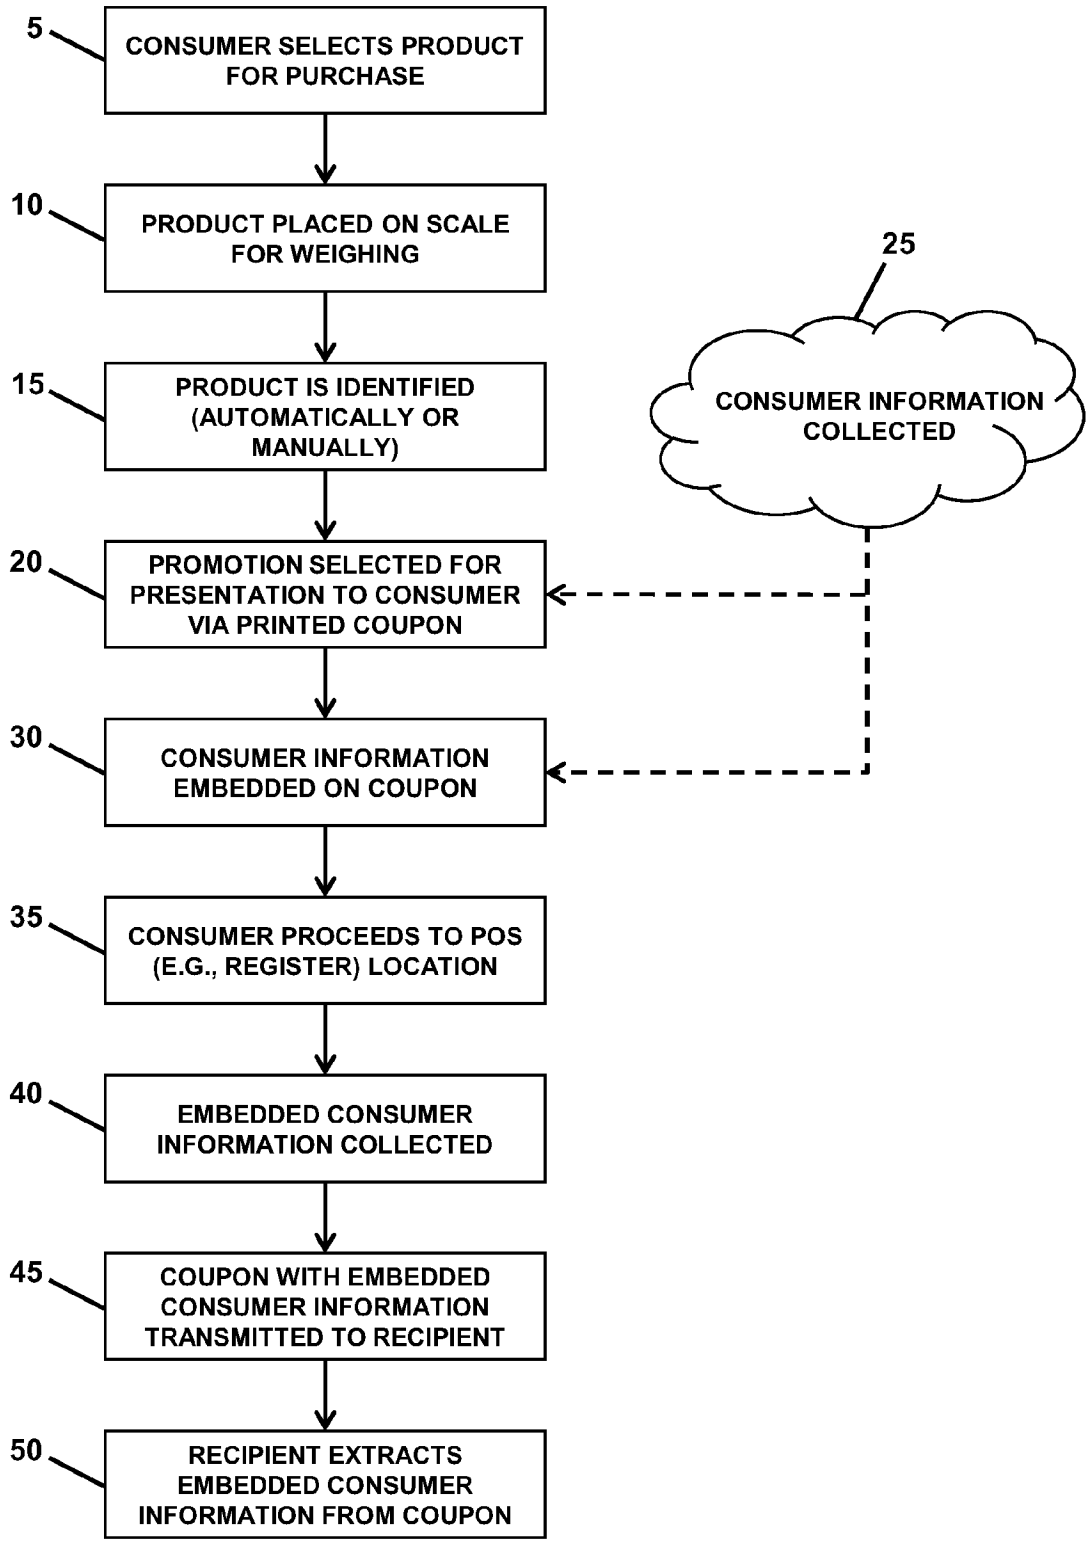 5
CONSUMER SELECTS PRODUCT
FOR PURCHASE
10
PRODUCT PLACED ON SCALE
FOR WEIGHING
15
PRODUCT IS IDENTIFIED
(AUTOMATICALLY OR
MANUALLY)
20
PROMOTION SELECTED FOR
PRESENTATION TO CONSUMER
VIA PRINTED COUPON
25
CONSUMER INFORMATION
COLLECTED
30
CONSUMER INFORMATION
EMBEDDED ON COUPON
35
CONSUMER PROCEEDS TO POS
(E.G., REGISTER) LOCATION
40
EMBEDDED CONSUMER
INFORMATION COLLECTED
45
COUPON WITH EMBEDDED
CONSUMER INFORMATION
TRANSMITTED TO RECIPIENT
50
RECIPIENT EXTRACTS
EMBEDDED CONSUMER
INFORMATION FROM COUPON